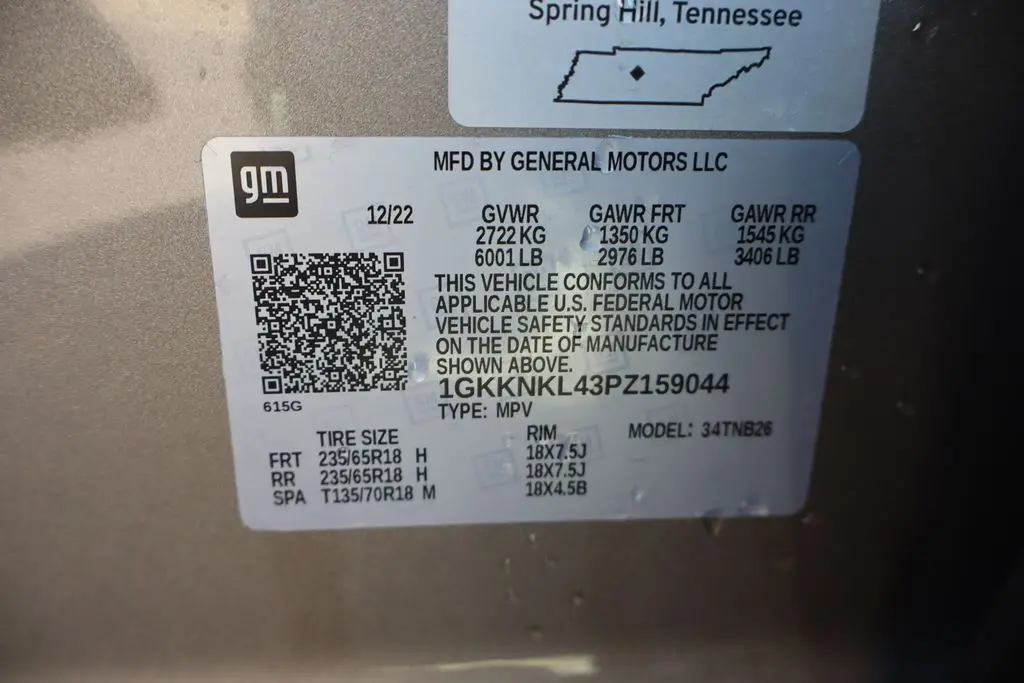 Spring Hill, Tennessee
gm
MFD BY GENERAL MOTORS LLC
12/22 GVWR GAWR FRT GAWR RR
2722 KG 1350 KG 1545 KG
6001 LB 2976 LB 3406 LB
THIS VEHICLE CONFORMS TO ALL
APPLICABLE U.S. FEDERAL MOTOR
VEHICLE SAFETY STANDARDS IN EFFECT
ON THE DATE OF MANUFACTURE
SHOWN ABOVE.
1GKKNKL43PZ159044
615G
TYPE: MPV
TIRE SIZE RIM MODEL: 34TNB26
FRT 235/65R18 H 18X7.5J
RR 235/65R18 H 18X7.5J
SPA T135/70R18 M 18X4.5B